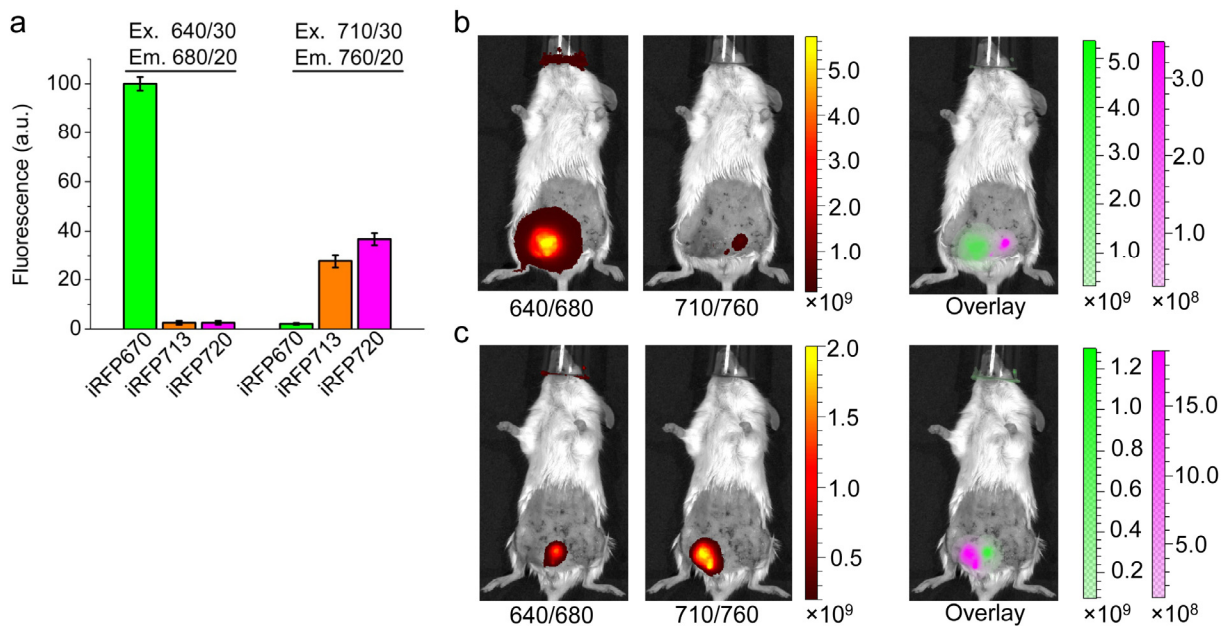 a
Ex. 640/30
Em. 680/20
Ex. 710/30
Em. 760/20
Fluorescence (a.u.)
100
80
60
40
20
0
iRFP670
iRFP713
iRFP720
iRFP670
iRFP713
iRFP720
b
640/680
710/760
5.0
4.0
3.0
2.0
1.0
×10⁹
Overlay
5.0
4.0
3.0
2.0
1.0
×10⁹
3.0
2.0
1.0
×10⁸
c
640/680
710/760
2.0
1.5
1.0
0.5
×10⁹
Overlay
1.2
1.0
0.8
0.6
0.4
0.2
×10⁹
15.0
10.0
5.0
×10⁸